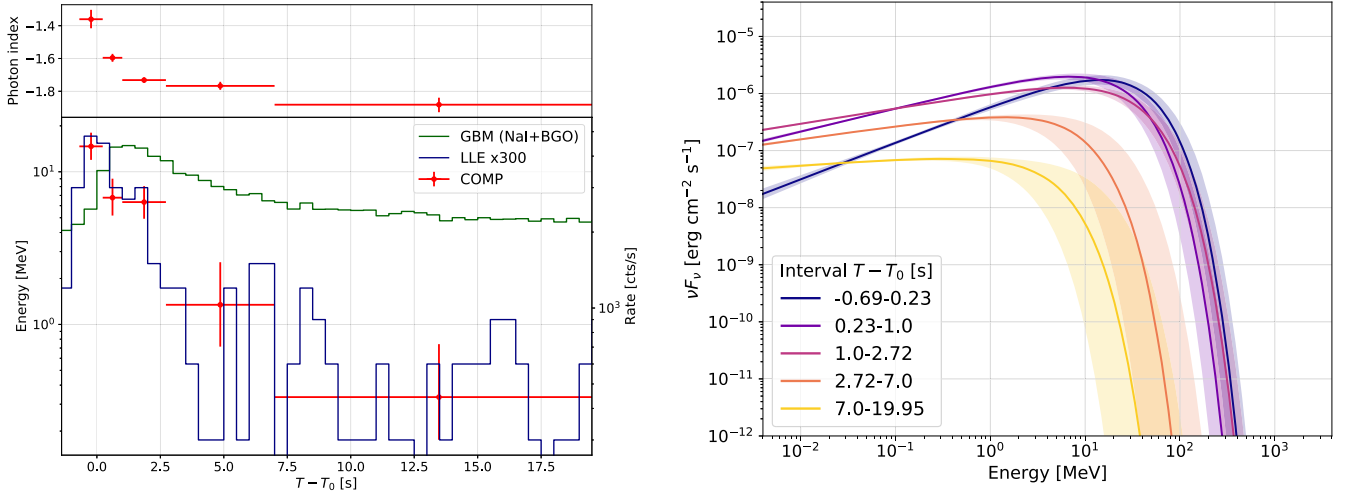 Photon index
−1.4
−1.6
−1.8
Energy [MeV]
10¹
10⁰
GBM (NaI+BGO)
LLE x300
COMP
10³
Rate [cts/s]
0.0 2.5 5.0 7.5 10.0 12.5 15.0 17.5
T − T₀ [s]
νFᵥ [erg cm⁻² s⁻¹]
10⁻⁵
10⁻⁶
10⁻⁷
10⁻⁸
10⁻⁹
10⁻¹⁰
10⁻¹¹
10⁻¹²
Interval T − T₀ [s]
-0.69-0.23
0.23-1.0
1.0-2.72
2.72-7.0
7.0-19.95
10⁻² 10⁻¹ 10⁰ 10¹ 10² 10³
Energy [MeV]